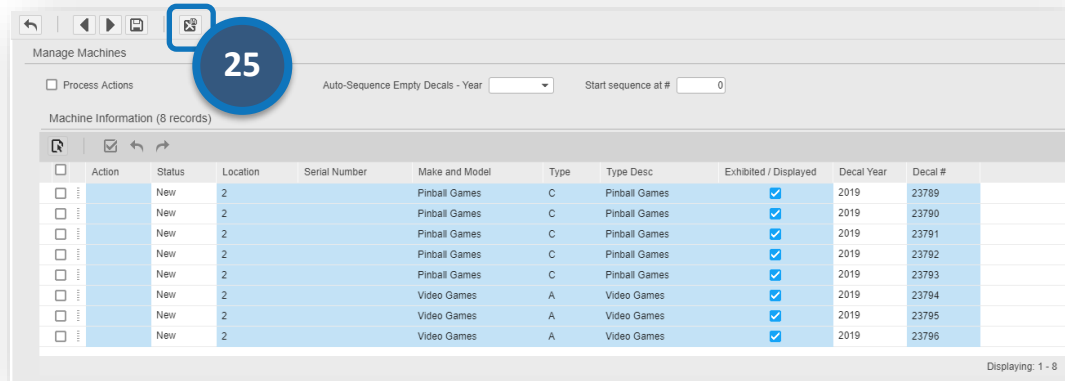 25
Manage Machines
Process Actions Auto-Sequence Empty Decals - Year Start sequence at # 0
Machine Information (8 records)
Action Status Location Serial Number Make and Model Type Type Desc Exhibited / Displayed Decal Year Decal #
New 2 Pinball Games C Pinball Games 2019 23789
New 2 Pinball Games C Pinball Games 2019 23790
New 2 Pinball Games C Pinball Games 2019 23791
New 2 Pinball Games C Pinball Games 2019 23792
New 2 Pinball Games C Pinball Games 2019 23793
New 2 Video Games A Video Games 2019 23794
New 2 Video Games A Video Games 2019 23795
New 2 Video Games A Video Games 2019 23796
Displaying: 1 - 8